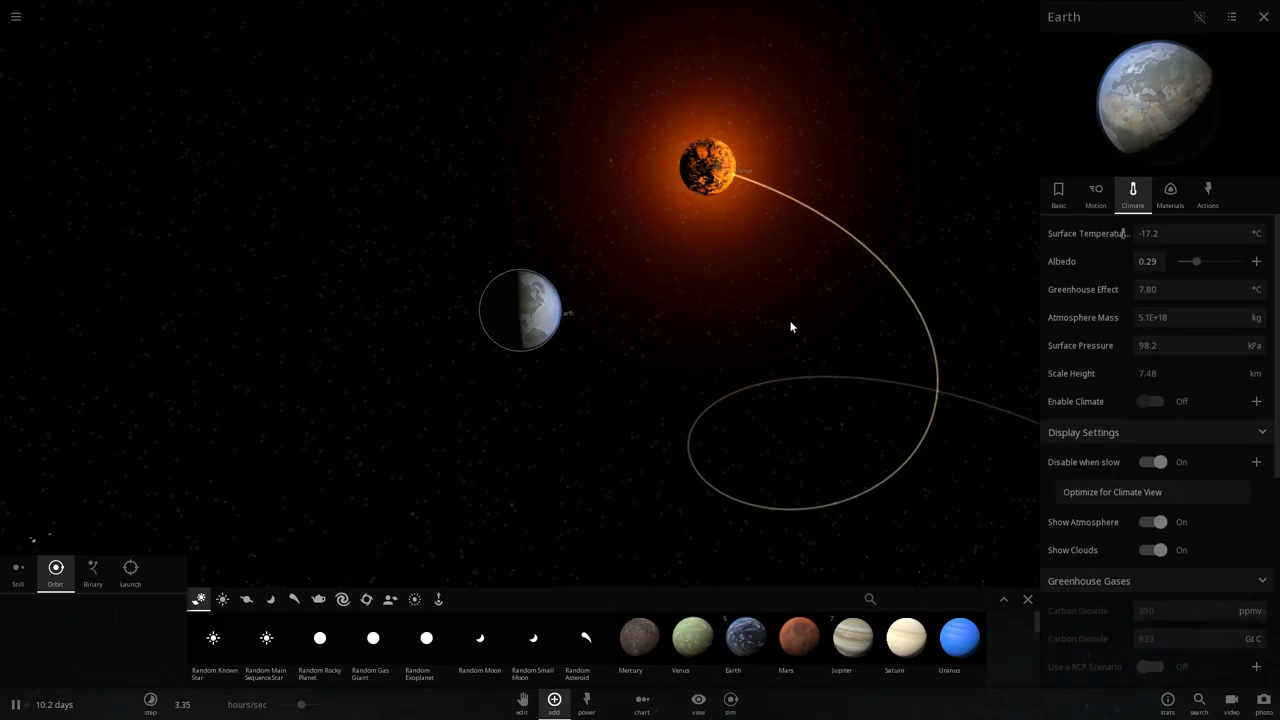 Earth
Basic
Motion
Climate
Materials
Actions
Surface Temperatu...
-17.2
°C
Albedo
0.29
Greenhouse Effect
7.80
°C
Atmosphere Mass
5.1E+18
kg
Surface Pressure
98.2
kPa
Scale Height
7.48
km
Enable Climate
Off
Display Settings
Disable when slow
On
Optimize for Climate View
Show Atmosphere
On
Show Clouds
On
Greenhouse Gases
Carbon Dioxide
390
ppmv
Carbon Dioxide
823
Gt C
Use a RCP Scenario
Off
Earth
Still
Orbit
Binary
Launch
5
7
Random Known
Star
Random Main
Sequence Star
Random Rocky
Planet
Random Gas
Giant
Random
Exoplanet
Random Moon
Random Small
Moon
Random
Asteroid
Mercury
Venus
Earth
Mars
Jupiter
Saturn
Uranus
10.2 days
step
3.35
hours/sec
edit
add
power
chart
view
sim
stats
search
video
photo